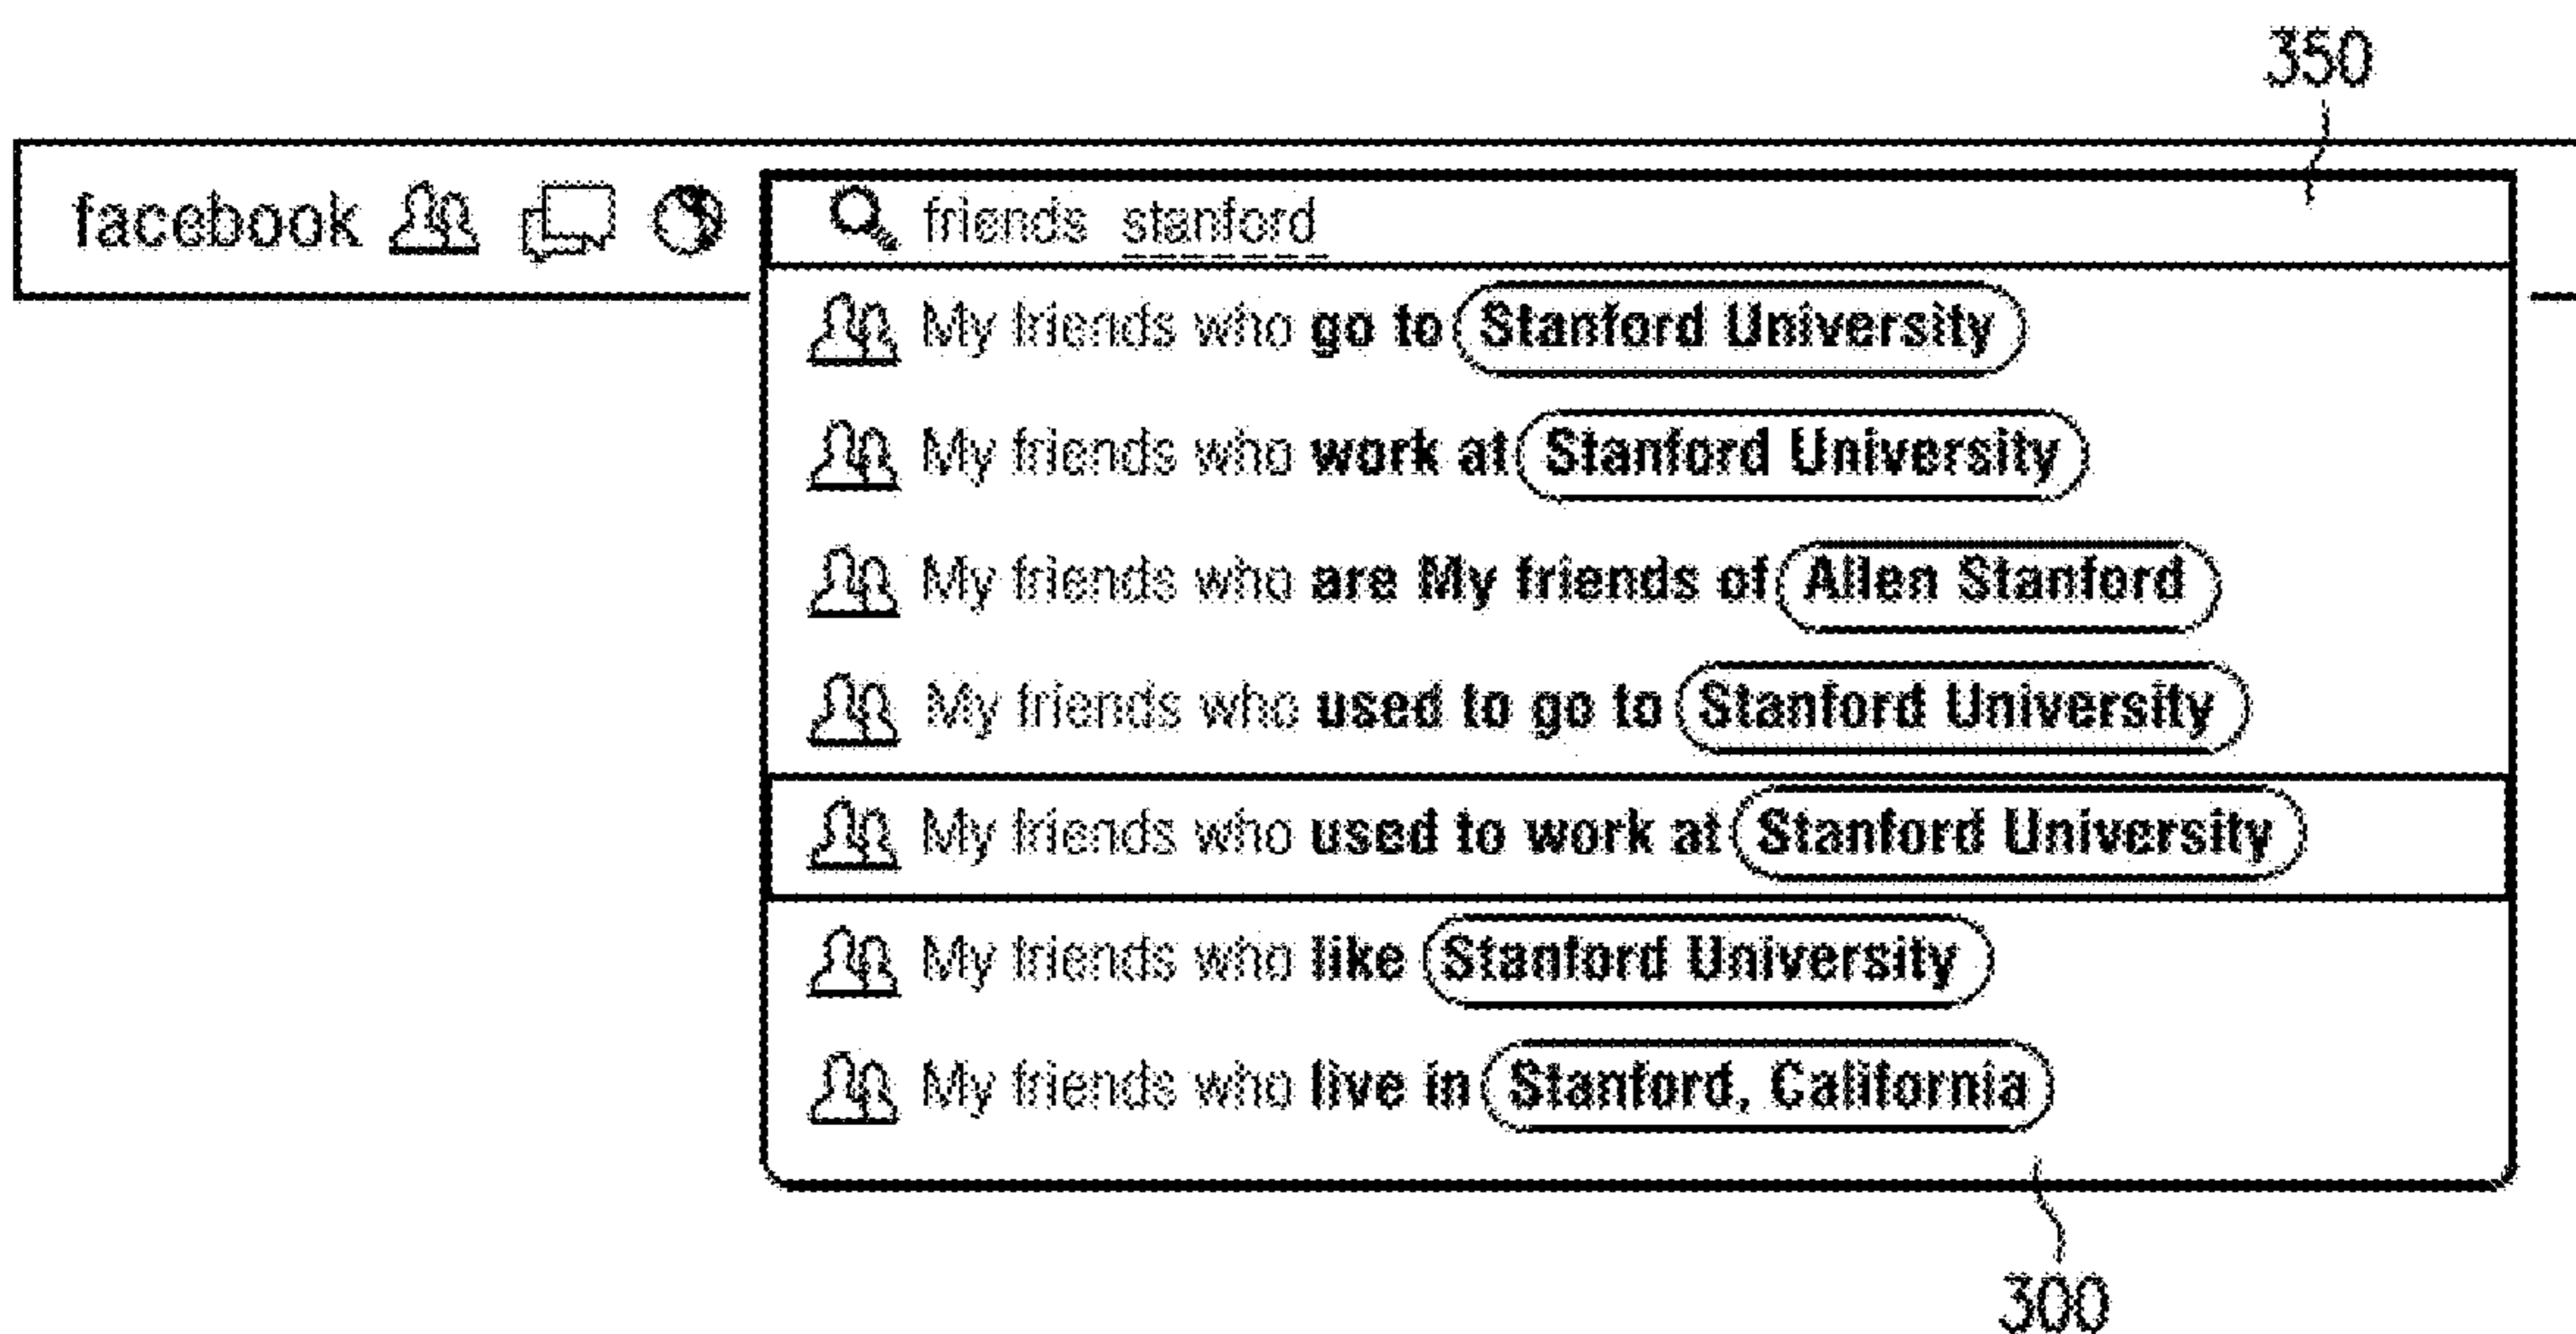 350
facebook friends stanford
My friends who go to Stanford University
My friends who work at Stanford University
My friends who are My friends of Allen Stanford
My friends who used to go to Stanford University
My friends who used to work at Stanford University
My friends who like Stanford University
My friends who live in Stanford, California
300